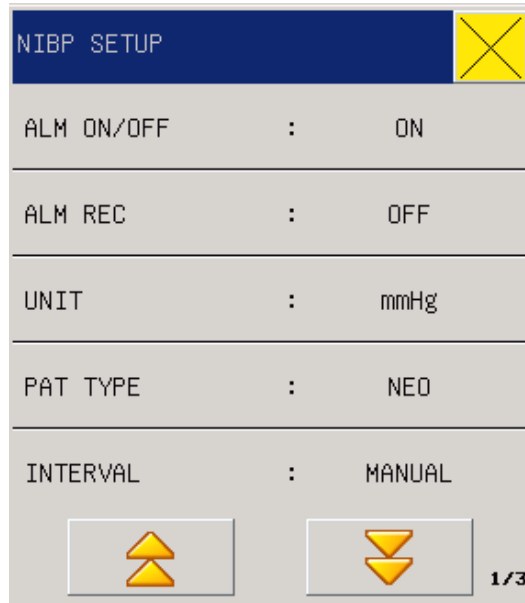 NIBP SETUP
ALM ON/OFF : ON
ALM REC : OFF
UNIT : mmHg
PAT TYPE : NEO
INTERVAL : MANUAL
1/3